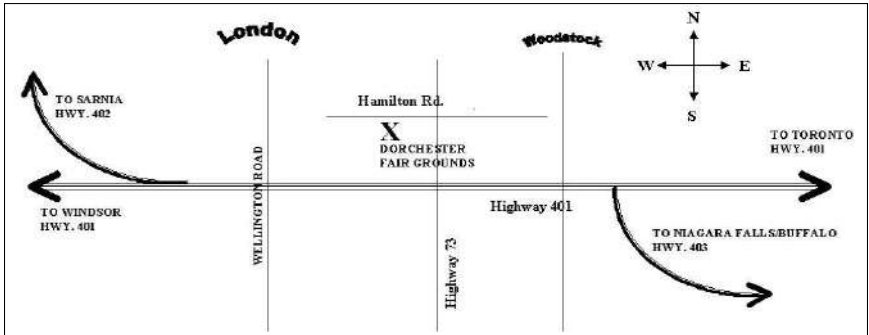 London
Woodstock
N
W
E
S
TO SARNIA
HWY. 402
Hamilton Rd.
X
DORCHESTER
FAIR GROUNDS
TO TORONTO
HWY. 401
TO WINDSOR
HWY. 401
WELLINGTON ROAD
Highway 401
Highway 73
TO NIAGARA FALLS/BUFFALO
HWY. 403